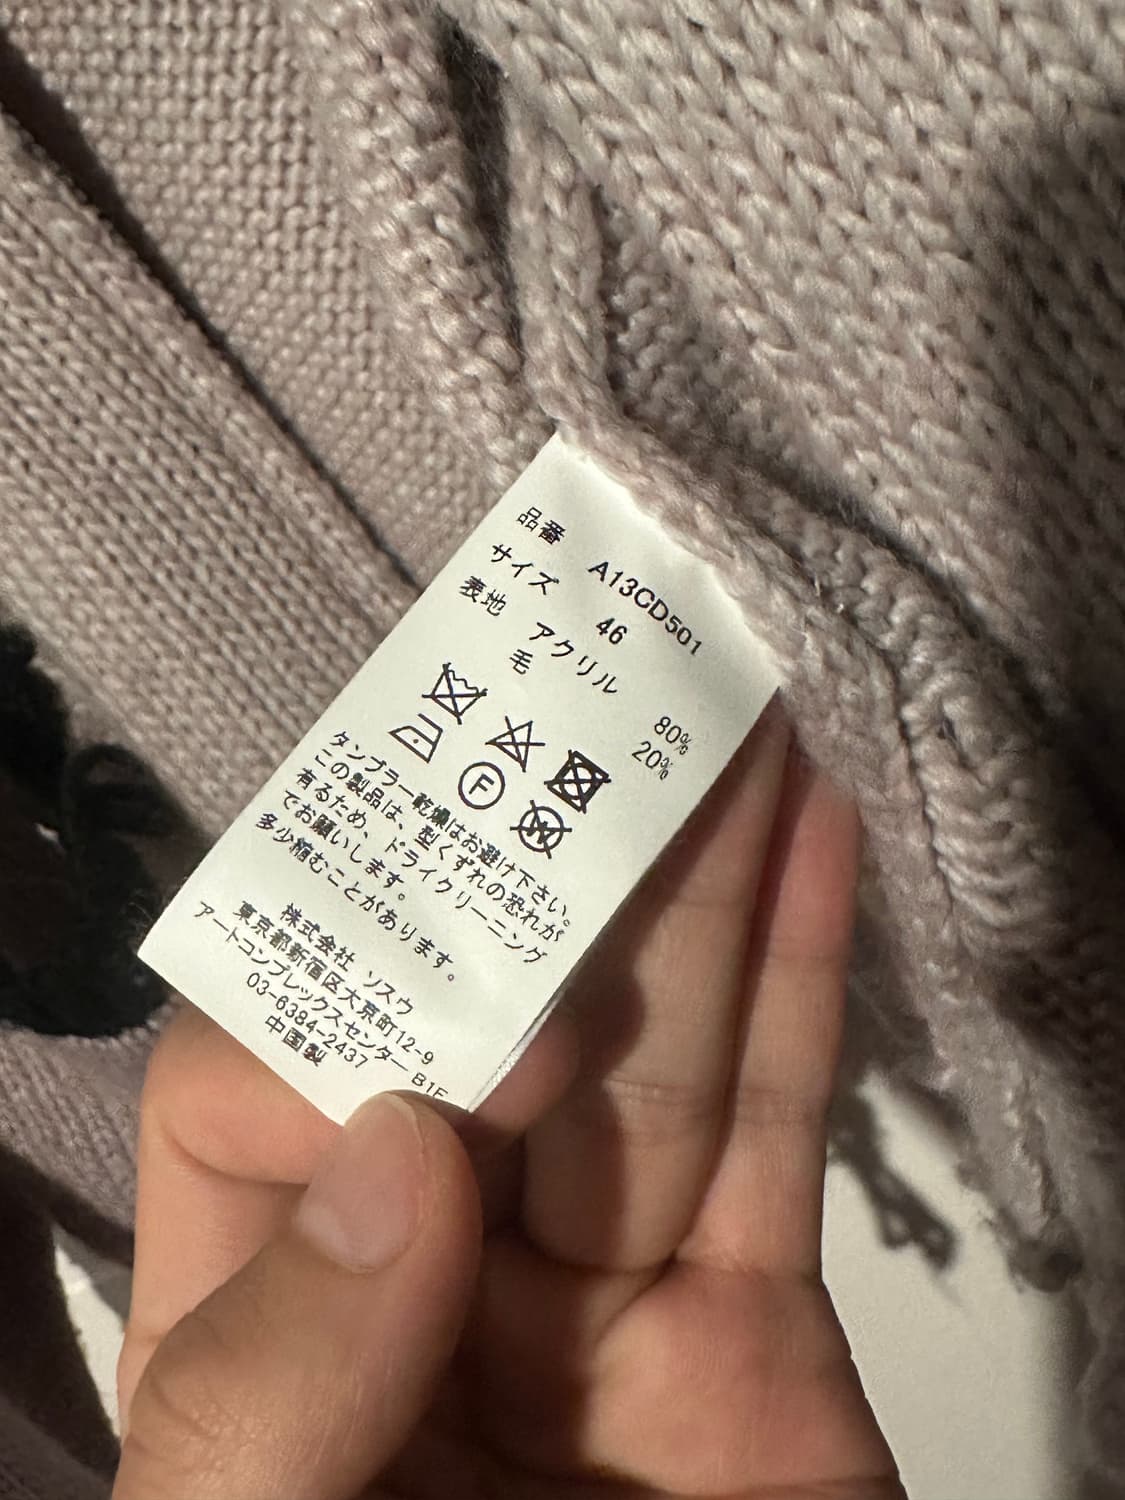 品番 A13CD501
サイズ 46
表地 アクリル 80%
毛 20%
F
W
タンブラー乾燥はお避け下さい。
この製品は、型くずれの恐れが
有るため、ドライクリーニング
でお願いします。
多少縮むことがあります。
株式会社 ソスウ
東京都新宿区大京町12-9
アートコンプレックスセンター B1F
03-6384-2437
中国製